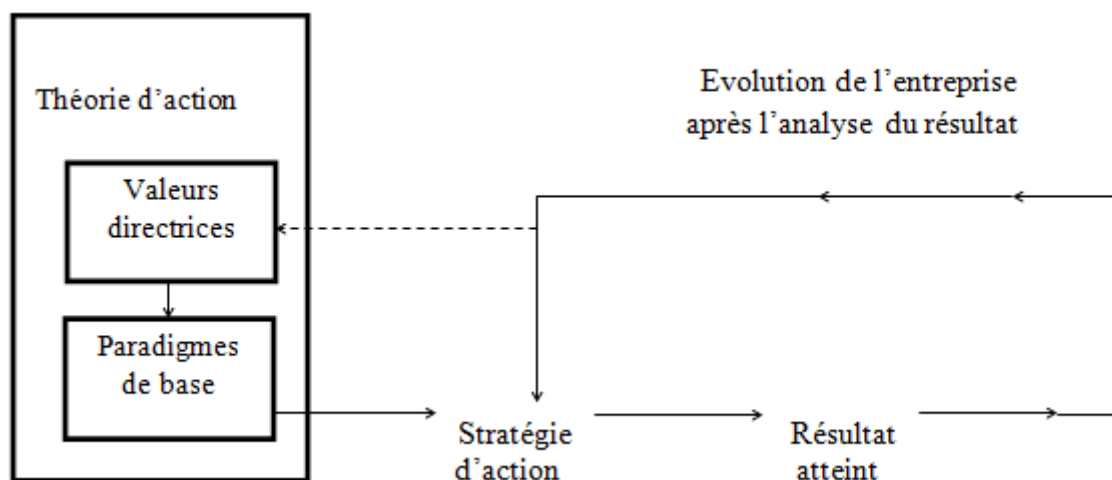 Théorie d'action
Valeurs
directrices
Paradigmes
de base
Evolution de l'entreprise
après l'analyse du résultat
Stratégie
d'action
Résultat
atteint